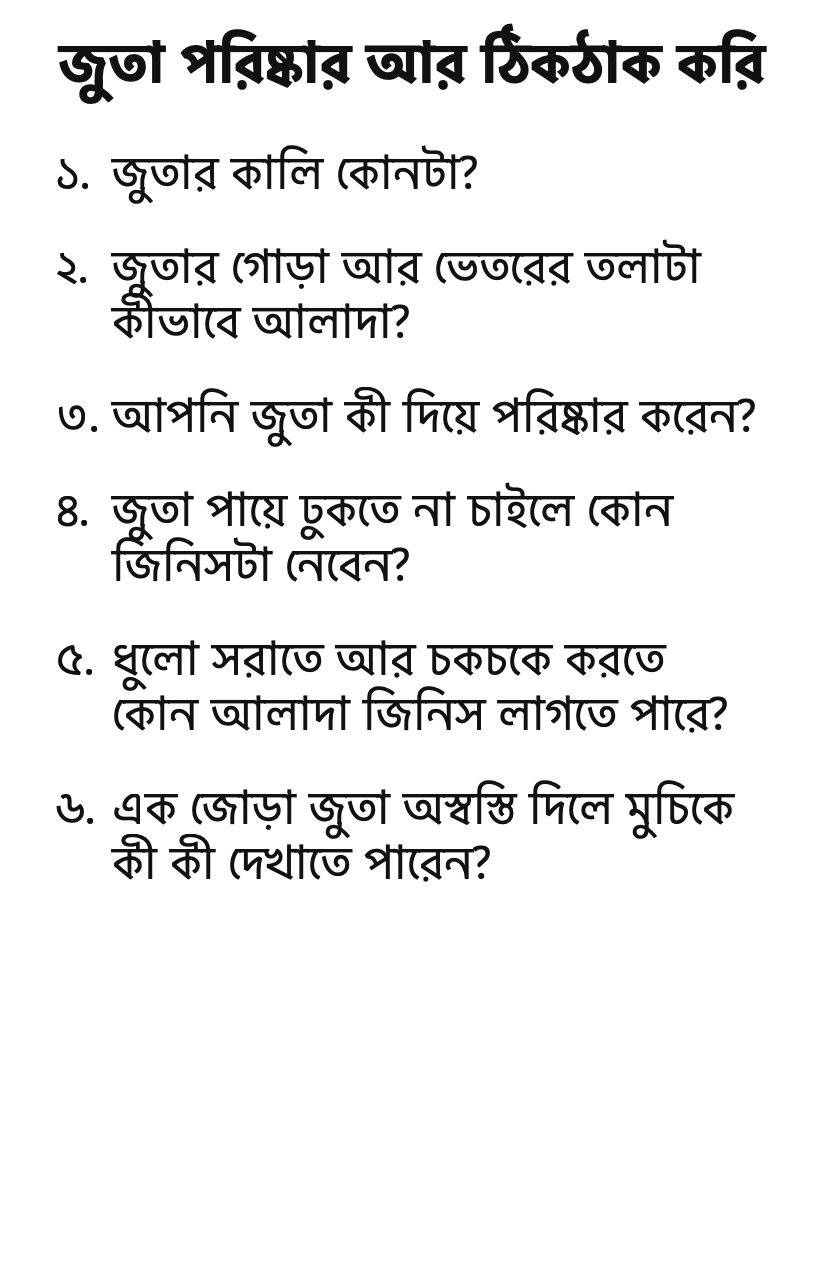 জুতা পরিষ্কার আর ঠিকঠাক করি
১. জুতার কালি কোনটা?
২. জুতার গোড়া আর ভেতরের তলাটা
কীভাবে আলাদা?
৩. আপনি জুতা কী দিয়ে পরিষ্কার করেন?
৪. জুতা পায়ে ঢুকতে না চাইলে কোন
জিনিসটা নেবেন?
৫. ধুলো সরাতে আর চকচকে করতে
কোন আলাদা জিনিস লাগতে পারে?
৬. এক জোড়া জুতা অস্বস্তি দিলে মুচিকে
কী কী দেখাতে পারেন?